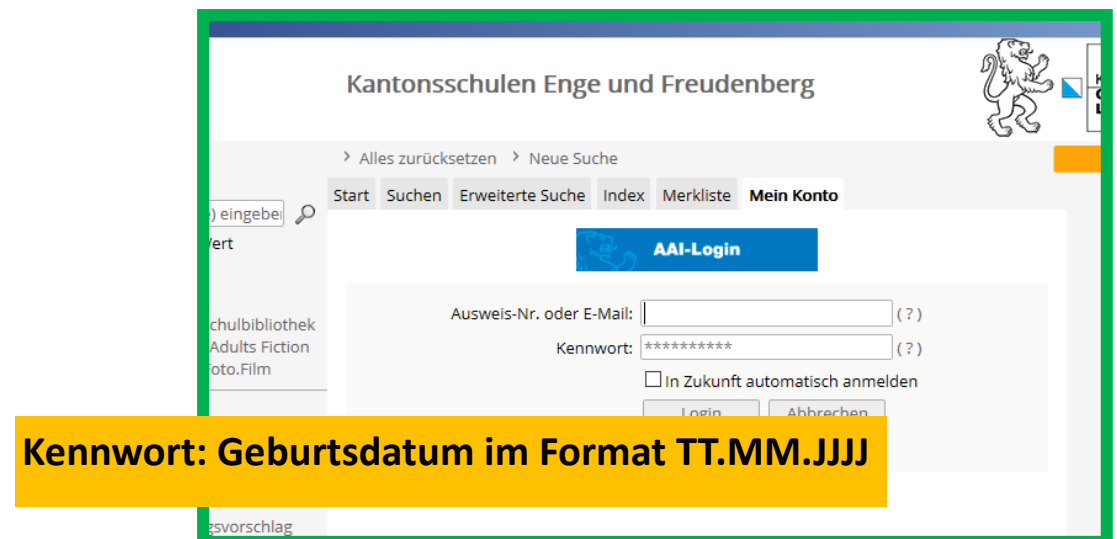 Kantonsschulen Enge und Freudenberg
> Alles zurücksetzen > Neue Suche
Start Suchen Erweiterte Suche Index Merkliste Mein Konto
) eingebe
AAI-Login
Ausweis-Nr. oder E-Mail: (?)
chulbibliothek
Kennwort: ********** (?)
Adults Fiction
oto.Film
In Zukunft automatisch anmelden
Login Abbrechen
Kennwort: Geburtsdatum im Format TT.MM.JJJJ
gsvorschlag